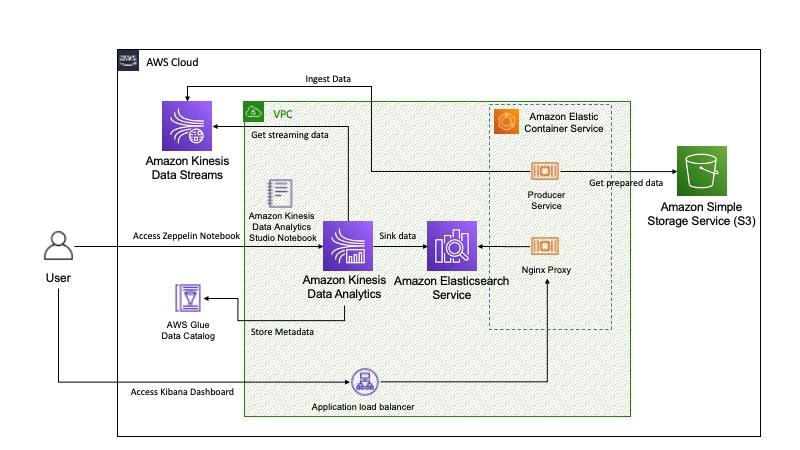 aws
AWS Cloud
Ingest Data
VPC
Get streaming data
Amazon Elastic
Container Service
Amazon Kinesis
Data Streams
Producer
Service
Get prepared data
Amazon Simple
Storage Service (S3)
Amazon Kinesis
Data Analytics
Studio Notebook
Access Zeppelin Notebook
Sink data
User
Amazon Kinesis
Data Analytics
Amazon Elasticsearch
Service
Nginx Proxy
AWS Glue
Data Catalog
Store Metadata
Access Kibana Dashboard
Application load balancer